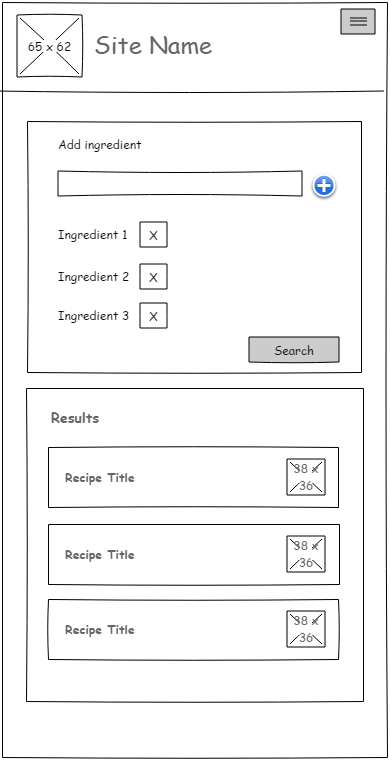 65 x 62
Site Name
Add ingredient
Ingredient 1 X
Ingredient 2 X
Ingredient 3 X
Search
Results
Recipe Title
38 x
36
Recipe Title
38 x
36
Recipe Title
38 x
36